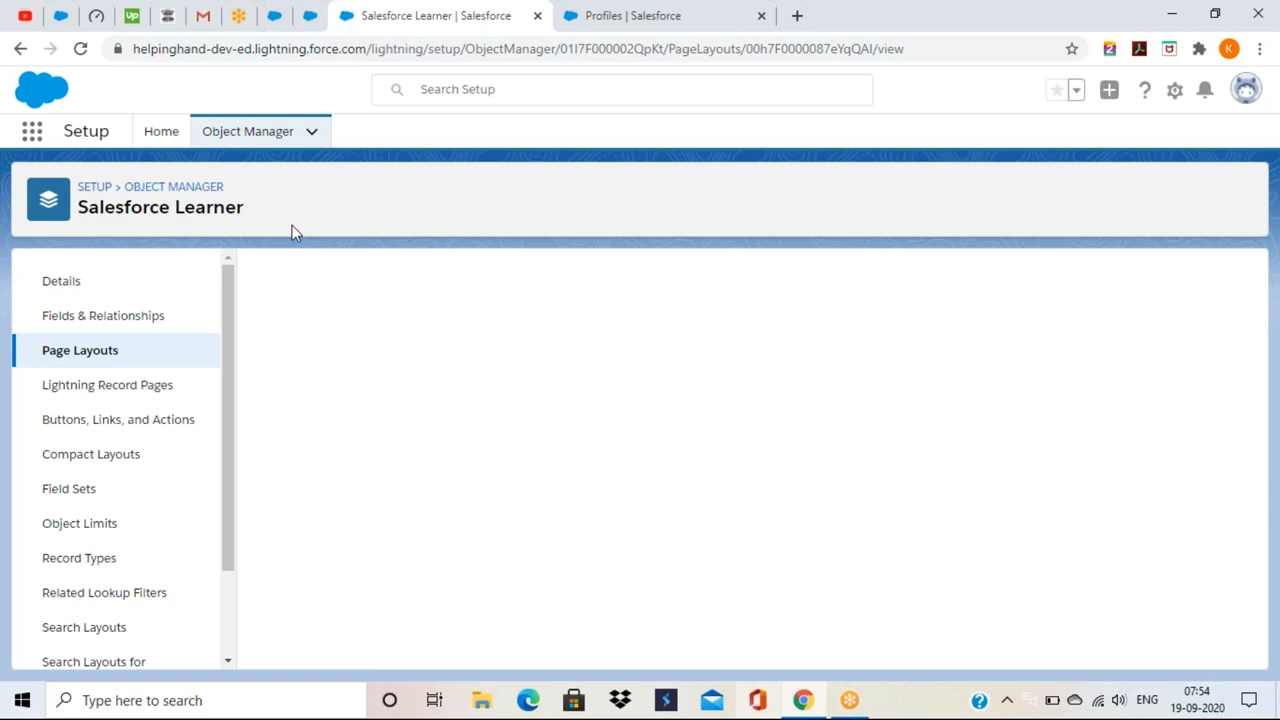 Salesforce Learner | Salesforce
Profiles | Salesforce
helpinghand-dev-ed.lightning.force.com/lightning/setup/ObjectManager/01I7F000002QpKt/PageLayouts/00h7F0000087eYqQAI/view
Search Setup
Setup
Home
Object Manager
SETUP > OBJECT MANAGER
Salesforce Learner
Details
Fields & Relationships
Page Layouts
Lightning Record Pages
Buttons, Links, and Actions
Compact Layouts
Field Sets
Object Limits
Record Types
Related Lookup Filters
Search Layouts
Search Layouts for
Type here to search
ENG
07:54
19-09-2020